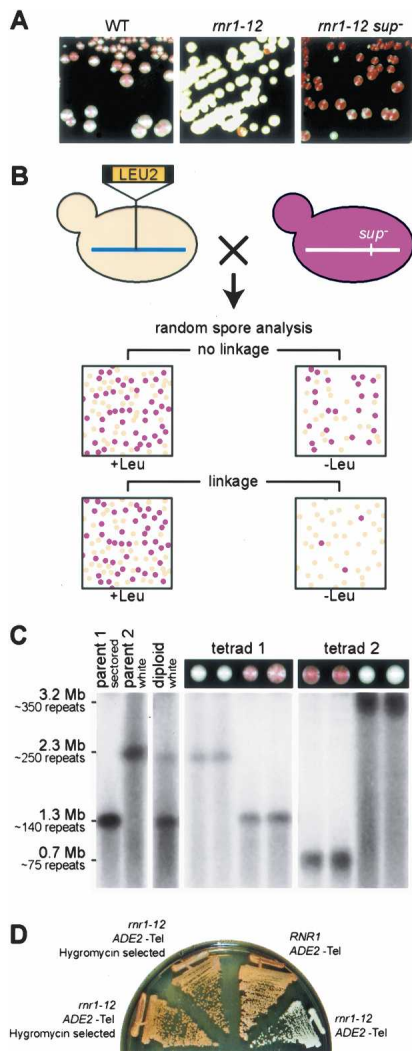 A
WT
rnr1-12
rnr1-12 sup-
B
LEU2
sup-
random spore analysis
no linkage
+Leu
-Leu
linkage
+Leu
-Leu
C
parent 1
sectored
parent 2
white
diploid
white
tetrad 1
tetrad 2
3.2 Mb
~350 repeats
2.3 Mb
~250 repeats
1.3 Mb
~140 repeats
0.7 Mb
~75 repeats
D
rnr1-12
ADE2 -Tel
Hygromycin selected
RNR1
ADE2 -Tel
rnr1-12
ADE2 -Tel
Hygromycin selected
rnr1-12
ADE2 -Tel